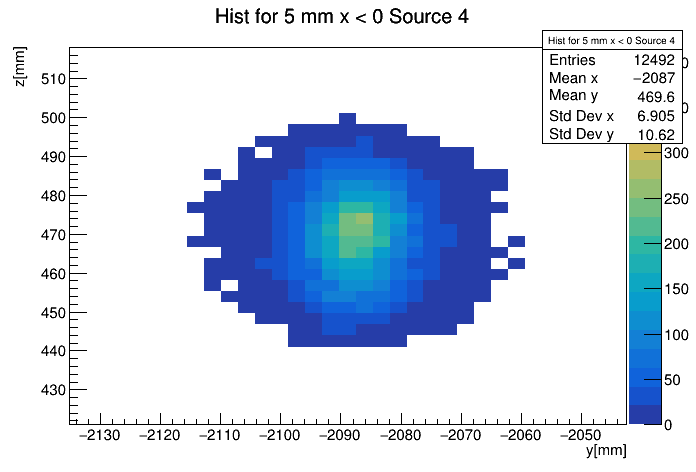 Hist for 5 mm x < 0 Source 4
z[mm]
Hist for 5 mm x < 0 Source 4
Entries 12492
Mean x −2087
Mean y 469.6
Std Dev x 6.905
Std Dev y 10.62
510
500
490
480
470
460
450
440
430
300
250
200
150
100
50
0
−2130 −2120 −2110 −2100 −2090 −2080 −2070 −2060 −2050
y[mm]